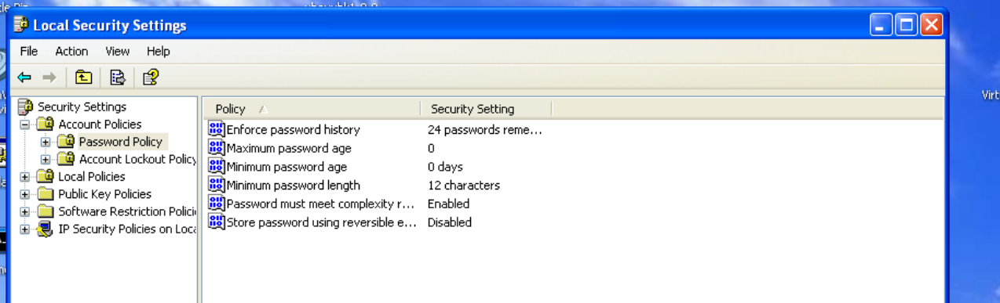 Local Security Settings
File Action View Help
Security Settings
Account Policies
Password Policy
Account Lockout Policy
Local Policies
Public Key Policies
Software Restriction Polici
IP Security Policies on Loca
Policy Security Setting
Enforce password history 24 passwords reme...
Maximum password age 0
Minimum password age 0 days
Minimum password length 12 characters
Password must meet complexity r... Enabled
Store password using reversible e... Disabled
Virt